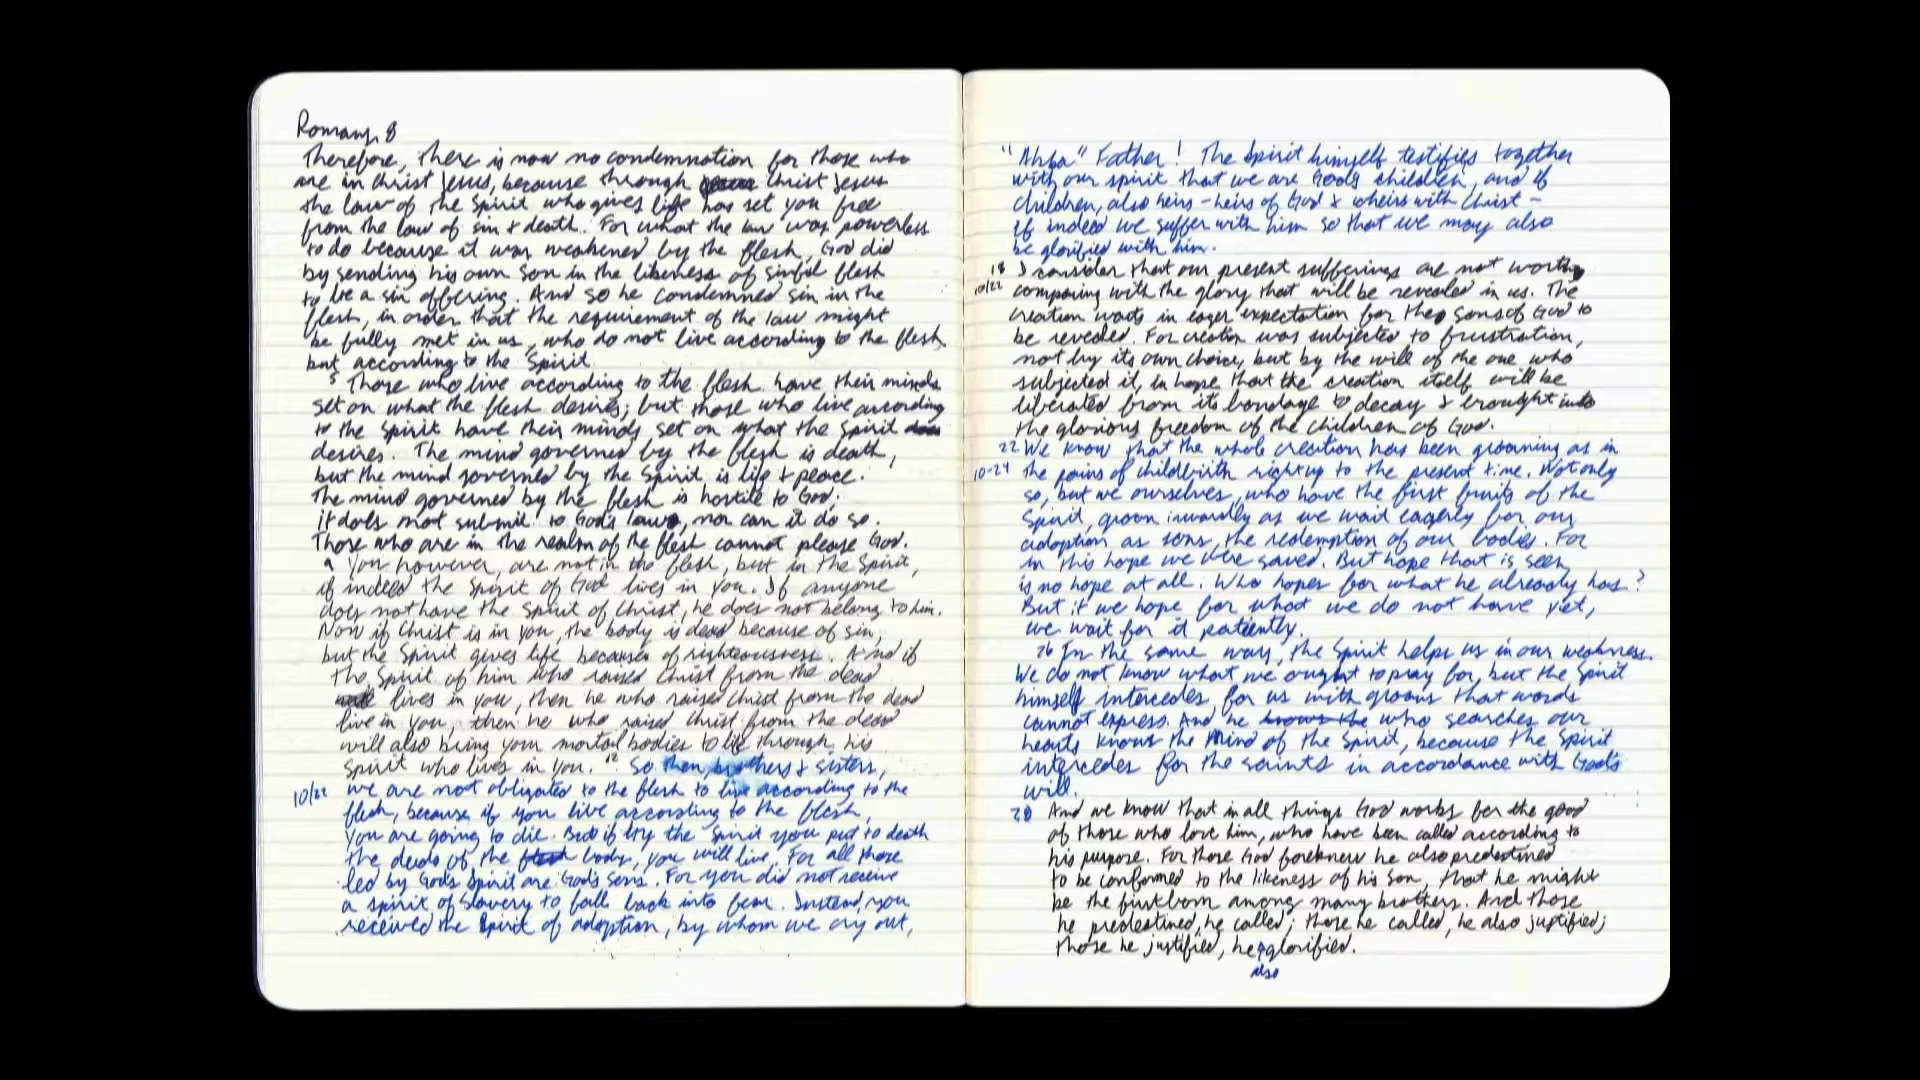 Romans 8
Therefore, there is now no condemnation for those who
are in Christ Jesus, because through Christ Jesus
the law of the Spirit who gives life has set you free
from the law of sin & death. For what the law was powerless
to do because it was weakened by the flesh, God did
by sending his own Son in the likeness of sinful flesh
to be a sin offering. And so he condemned sin in the
flesh, in order that the requirement of the law might
be fully met in us, who do not live according to the flesh
but according to the Spirit
5 Those who live according to the flesh have their minds
set on what the flesh desires; but those who live according
to the Spirit have their minds set on what the Spirit
desires. The mind governed by the flesh is death,
but the mind governed by the Spirit is life & peace.
The mind governed by the flesh is hostile to God;
it does not submit to God's law, nor can it do so.
Those who are in the realm of the flesh cannot please God.
9 You however, are not in the flesh, but in the Spirit,
if indeed the Spirit of God lives in you. If anyone
does not have the Spirit of Christ, he does not belong to him.
Now if Christ is in you, the body is dead because of sin,
but the Spirit gives life because of righteousness. And if
the Spirit of him who raised Christ from the dead
lives in you, then he who raised Christ from the dead
live in you, then he who raised Christ from the dead
will also bring your mortal bodies to life through his
spirit who lives in you. 12 So then, brothers & sisters,
10/22 we are not obligated to the flesh to live according to the
flesh, because if you live according to the flesh,
you are going to die. But if by the Spirit you put to death
the deeds of the flesh body, you will live. For all those
led by God's Spirit are God's sons. For you did not receive
a spirit of slavery to fall back into fear. Instead, you
received the Spirit of adoption, by whom we cry out,
"Abba" Father! The Spirit himself testifies together
with our spirit that we are God's children, and if
children, also heirs - heirs of God & coheirs with Christ -
if indeed we suffer with him so that we may also
be glorified with him.
18 I consider that our present sufferings are not worth
10/22 comparing with the glory that will be revealed in us. The
creation waits in eager expectation for the sons of God to
be revealed. For creation was subjected to frustration,
not by its own choice, but by the will of the one who
subjected it, in hope that the creation itself will be
liberated from its bondage to decay & brought into
the glorious freedom of the children of God.
22 We know that the whole creation has been groaning as in
10-24 the pains of childbirth right up to the present time. Not only
so, but we ourselves, who have the first fruits of the
Spirit, groan inwardly as we wait eagerly for our
adoption as sons, the redemption of our bodies. For
in this hope we were saved. But hope that is seen
is no hope at all. Who hopes for what he already has?
But if we hope for what we do not have yet,
we wait for it patiently.
26 In the same way, the Spirit helps us in our weakness.
We do not know what we ought to pray for, but the Spirit
himself intercedes for us with groans that words
cannot express. And he knows the who searches our
hearts knows the mind of the Spirit, because the Spirit
intercedes for the saints in accordance with God's
will.
28 And we know that in all things God works for the good
of those who love him, who have been called according to
his purpose. For those God foreknew he also predestined
to be conformed to the likeness of his Son, that he might
be the firstborn among many brothers. And those
he predestined, he called; those he called, he also justified;
those he justified, he glorified.
also